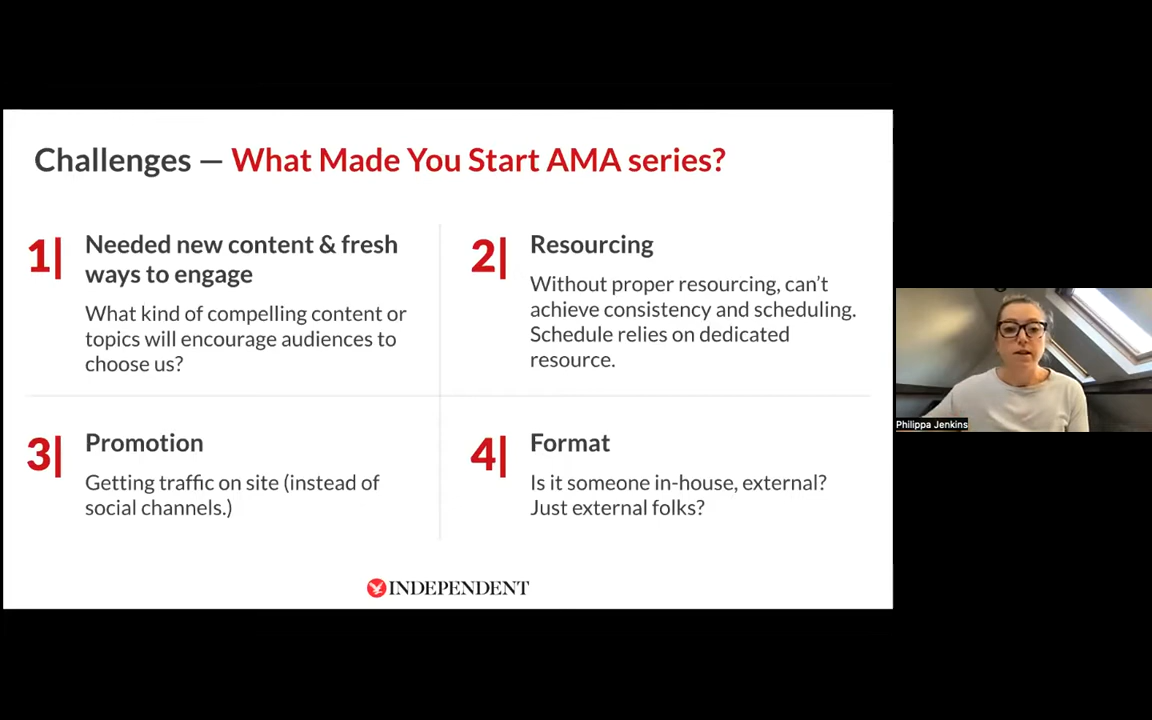 Challenges — What Made You Start AMA series?
1|
Needed new content & fresh
ways to engage
What kind of compelling content or
topics will encourage audiences to
choose us?
2|
Resourcing
Without proper resourcing, can’t
achieve consistency and scheduling.
Schedule relies on dedicated
resource.
3|
Promotion
Getting traffic on site (instead of
social channels.)
4|
Format
Is it someone in-house, external?
Just external folks?
INDEPENDENT
Philippa Jenkins